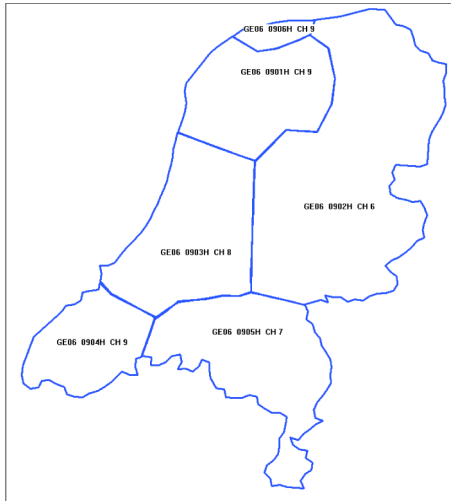 GE06 0906H CH 9
GE06 0901H CH 9
GE06 0902H CH 6
GE06 0903H CH 8
GE06 0904H CH 9
GE06 0905H CH 7